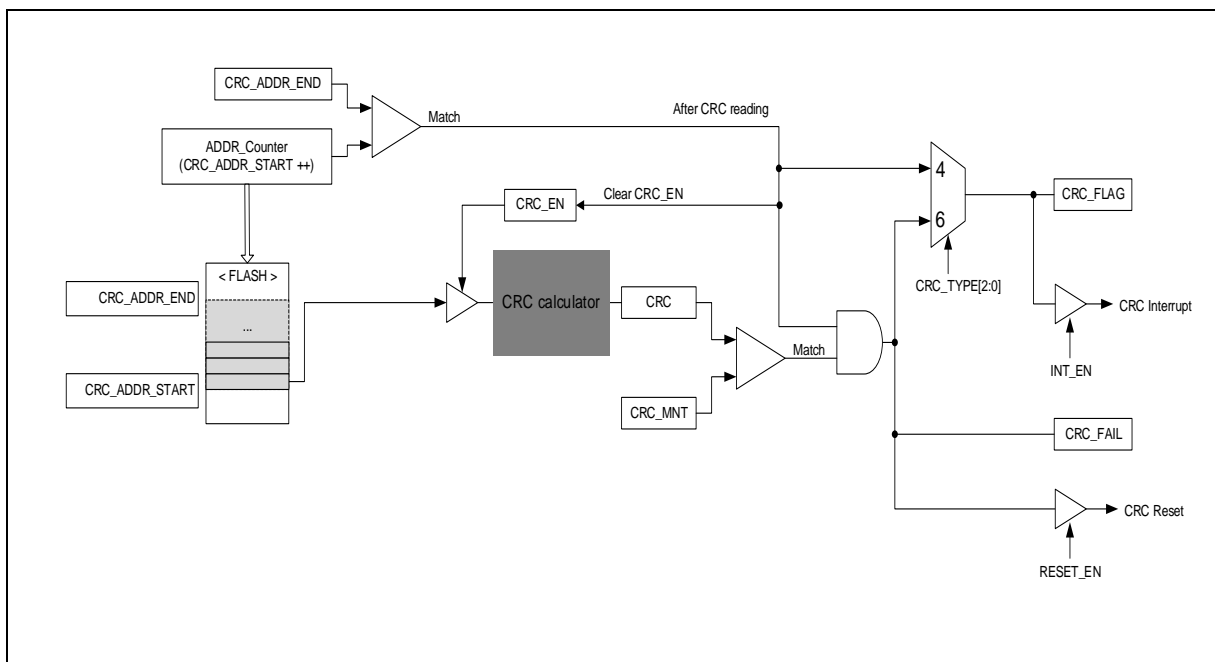 CRC_ADDR_END
Match
After CRC reading
ADDR_Counter
(CRC_ADDR_START ++)
4
CRC_FLAG
CRC_EN
Clear CRC_EN
6
< FLASH >
CRC_ADDR_END
CRC calculator
CRC
CRC_TYPE[2:0]
CRC Interrupt
...
Match
CRC_ADDR_START
INT_EN
CRC_MNT
CRC_FAIL
CRC Reset
RESET_EN